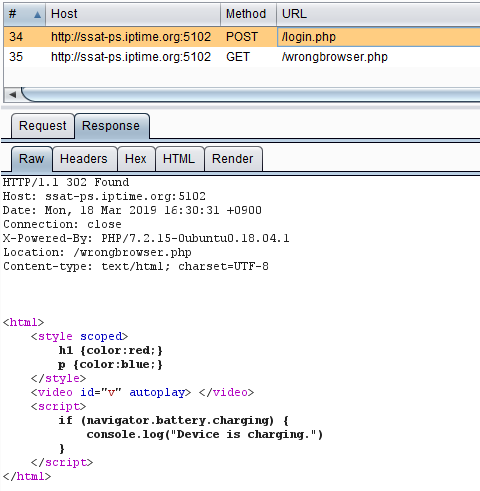 # Host Method URL
34 http://ssat-ps.iptime.org:5102 POST /login.php
35 http://ssat-ps.iptime.org:5102 GET /wrongbrowser.php
Request Response
Raw Headers Hex HTML Render
HTTP/1.1 302 Found
Host: ssat-ps.iptime.org:5102
Date: Mon, 18 Mar 2019 16:30:31 +0900
Connection: close
X-Powered-By: PHP/7.2.15-0ubuntu0.18.04.1
Location: /wrongbrowser.php
Content-type: text/html; charset=UTF-8
<html>
    <style scoped>
        h1 {color:red;}
        p {color:blue;}
    </style>
    <video id="v" autoplay> </video>
    <script>
        if (navigator.battery.charging) {
            console.log("Device is charging.")
        }
    </script>
</html>